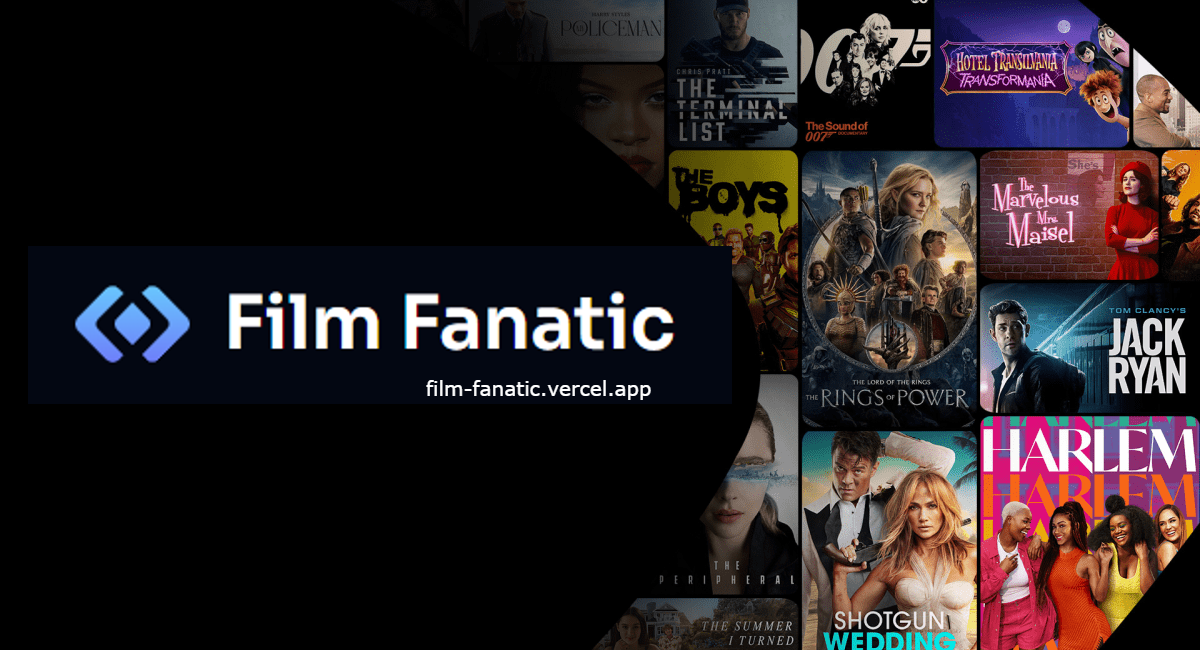 Film Fanatic
film-fanatic.vercel.app
POLICEMAN
CHRIS PRATT
THE
TERMINAL
LIST
007
The Sound of
007
HOTEL TRANSYLVANIA
TRANSFORMANIA
THE
BOYS
THE LORD OF THE RINGS
THE RINGS OF POWER
She's
The
Marvelous
Mrs.
Maisel
TOM CLANCY'S
JACK
RYAN
THE
PERIPHERAL
SHOTGUN
WEDDING
HARLEM
HARLEM
THE SUMMER
I TURNED